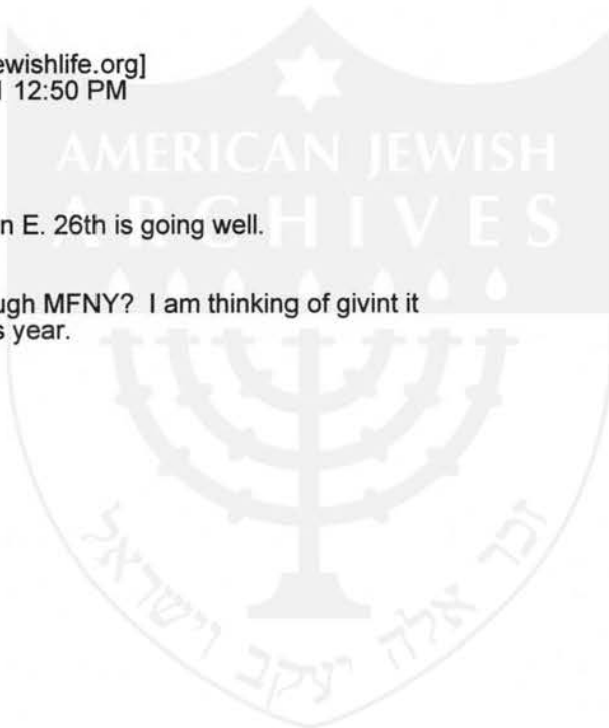 ewishlife.org]
12:50 PM
AMERICAN JEWISH
ARCHIVES
n E. 26th is going well.
ugh MFNY? I am thinking of givint it
s year.
זכר אלה יעקב וישראל